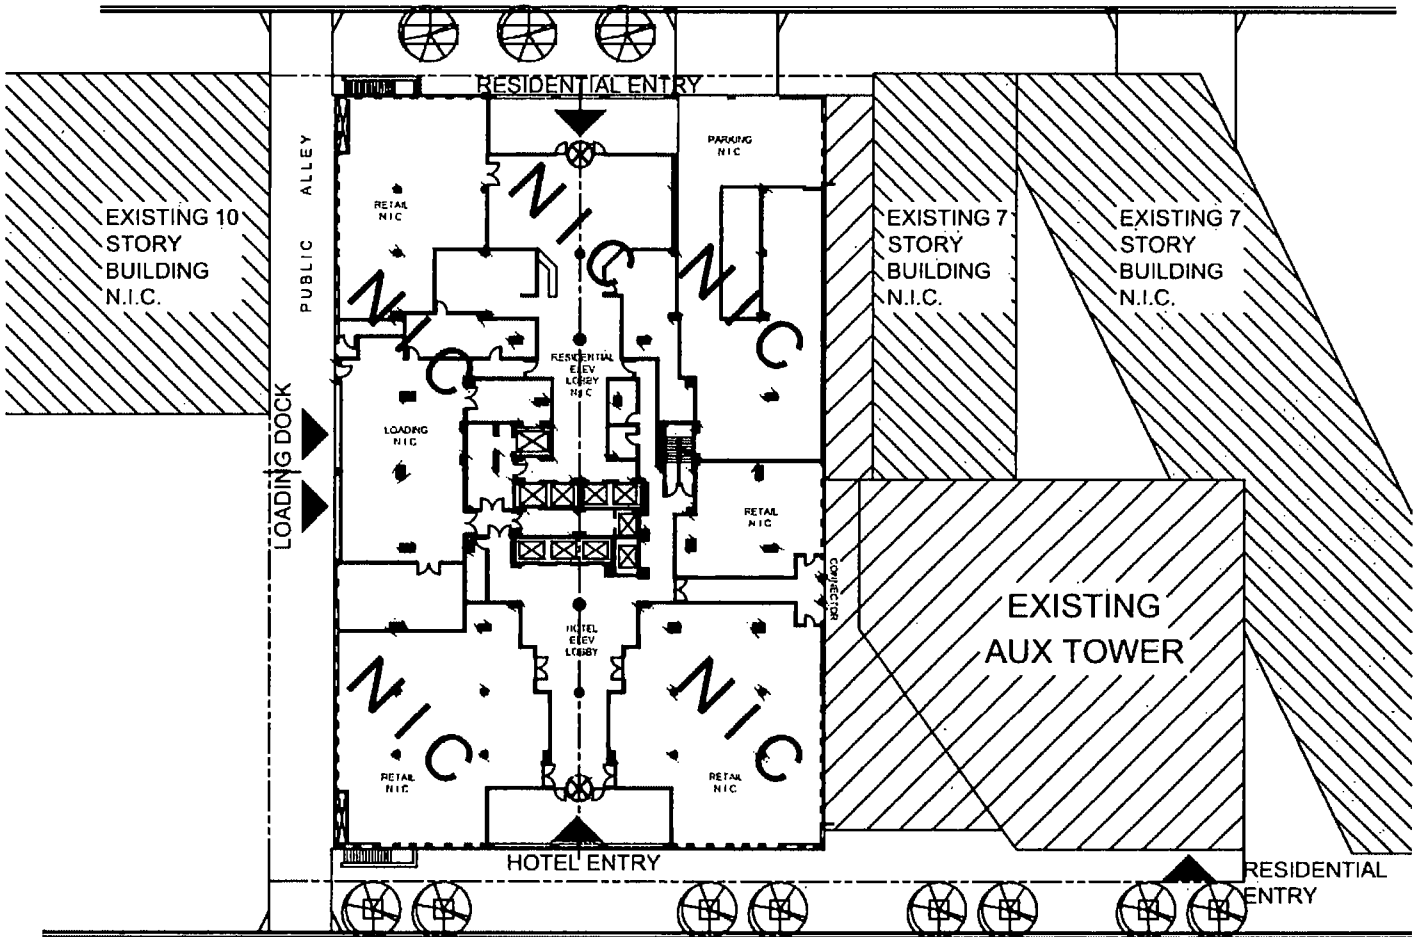 RESIDENTIAL ENTRY
PUBLIC ALLEY
PARKING
N.I.C
NIC
RETAIL
N.I.C
EXISTING 10
STORY
BUILDING
N.I.C.
EXISTING 7
STORY
BUILDING
N.I.C.
EXISTING 7
STORY
BUILDING
N.I.C.
NIC
NIC
RESIDENTIAL
ELEV
LOBBY
N.I.C
LOADING
N.I.C
LOADING DOCK
RETAIL
N.I.C
CONNECTOR
EXISTING
AUX TOWER
HOTEL
ELEV
LOBBY
NIC
NIC
RETAIL
N.I.C
RETAIL
N.I.C
HOTEL ENTRY
RESIDENTIAL
ENTRY